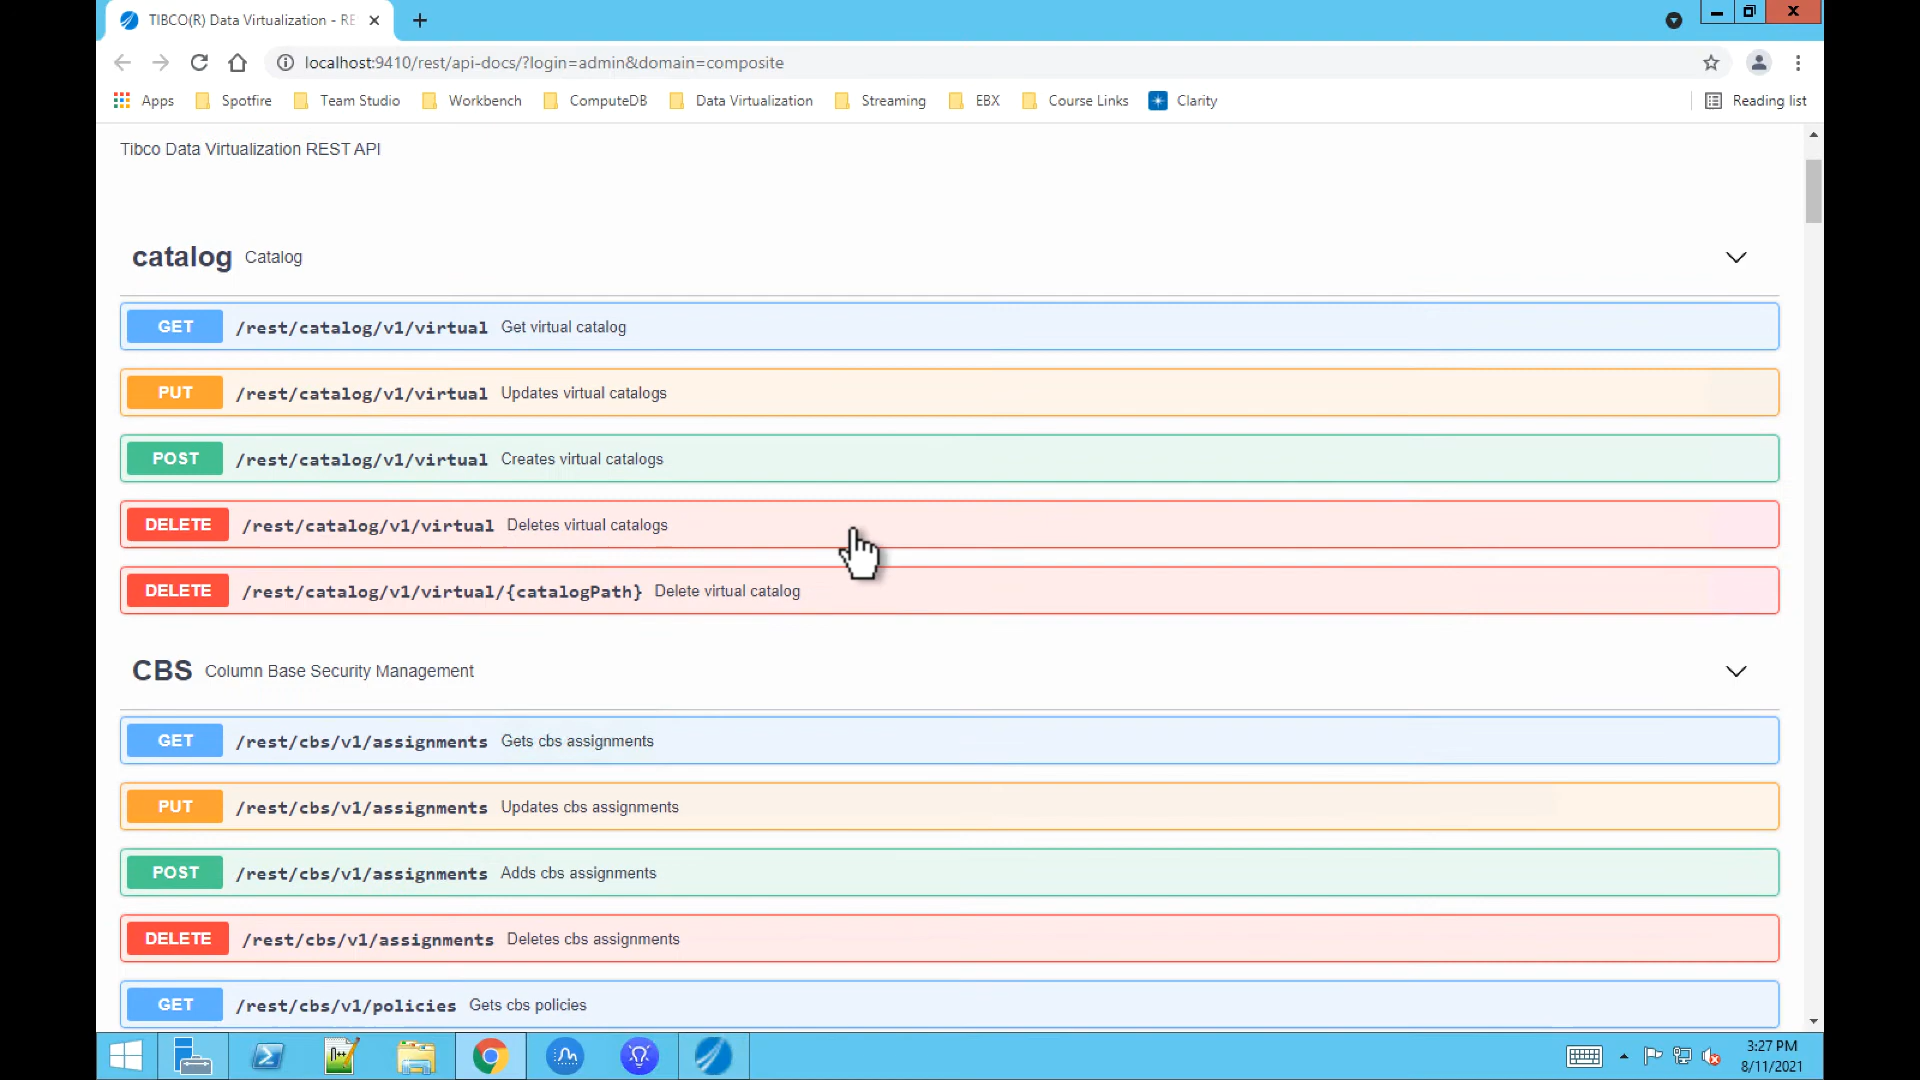 TIBCO(R) Data Virtualization - RE
localhost:9410/rest/api-docs/?login=admin&domain=composite
Apps Spotfire Team Studio Workbench ComputeDB Data Virtualization Streaming EBX Course Links Clarity Reading list
Tibco Data Virtualization REST API
catalog Catalog
GET /rest/catalog/v1/virtual Get virtual catalog
PUT /rest/catalog/v1/virtual Updates virtual catalogs
POST /rest/catalog/v1/virtual Creates virtual catalogs
DELETE /rest/catalog/v1/virtual Deletes virtual catalogs
DELETE /rest/catalog/v1/virtual/{catalogPath} Delete virtual catalog
CBS Column Base Security Management
GET /rest/cbs/v1/assignments Gets cbs assignments
PUT /rest/cbs/v1/assignments Updates cbs assignments
POST /rest/cbs/v1/assignments Adds cbs assignments
DELETE /rest/cbs/v1/assignments Deletes cbs assignments
GET /rest/cbs/v1/policies Gets cbs policies
3:27 PM
8/11/2021